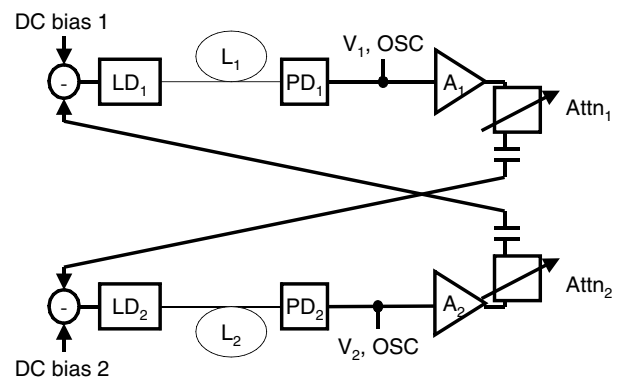 DC bias 1
V₁, OSC
L₁
LD₁
PD₁
A₁
-
Attn₁
-
LD₂
PD₂
A₂
Attn₂
L₂
V₂, OSC
DC bias 2